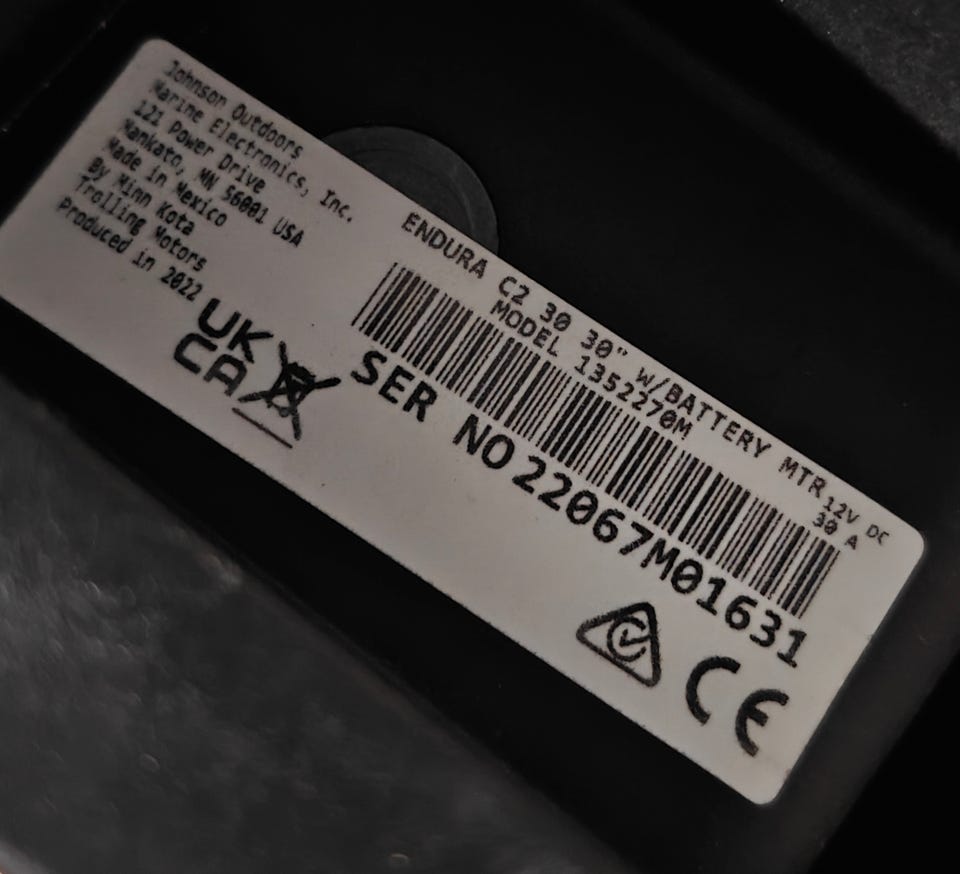 Johnson Outdoors
Marine Electronics, Inc.
121 Power Drive
Mankato, MN 56001 USA
Made in Mexico
By Minn Kota
Trolling Motors
Produced in 2022
UK
CA
ENDURA C2 30 30" W/BATTERY MTR
MODEL 1352270M
12V DC
30 A
SER NO 22067M01631
CE